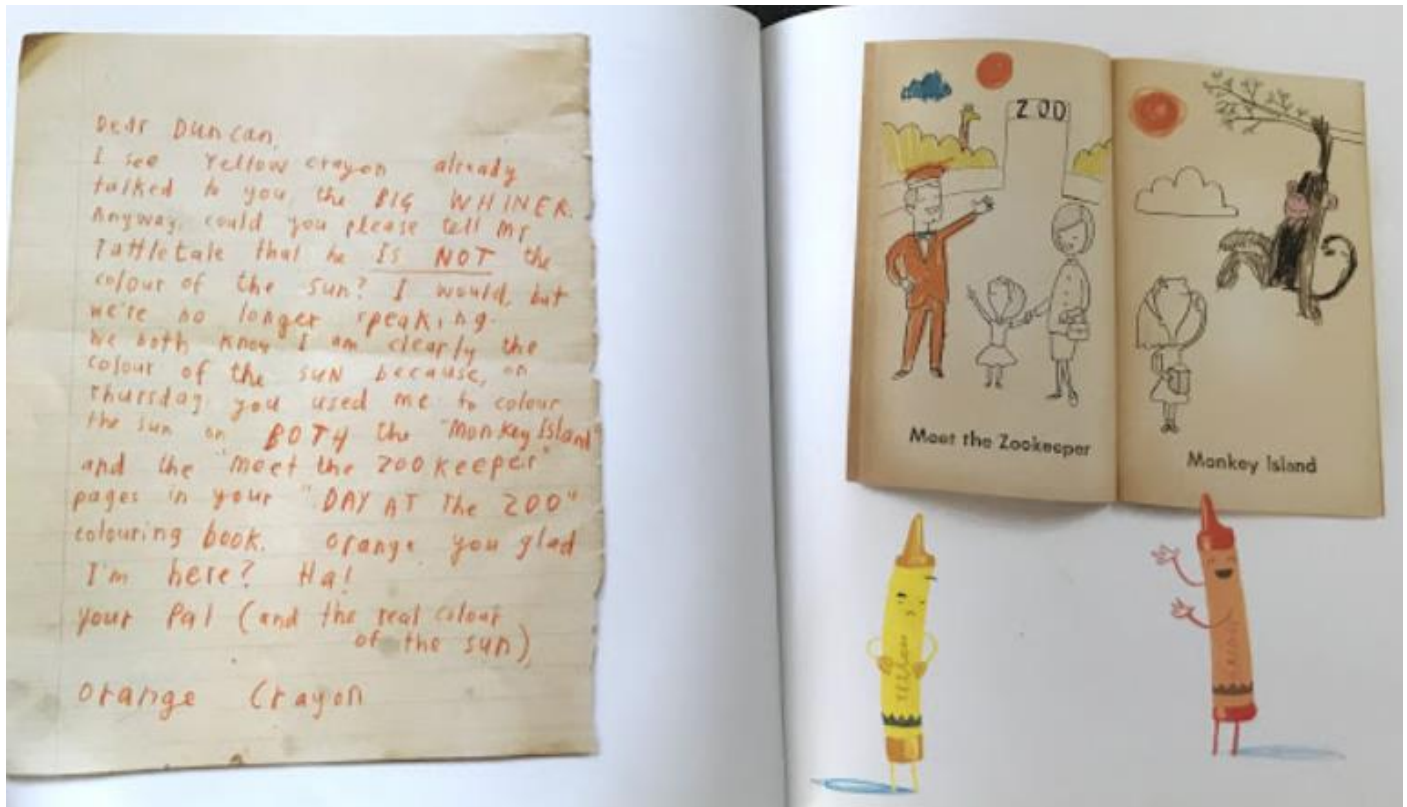 Dear Duncan,
I see Yellow crayon already
talked to you, the BIG WHINER.
Anyway, could you please tell Mr
Tattletale that he IS NOT the
colour of the sun? I would, but
we're no longer speaking.
We both know I am clearly the
colour of the sun because, on
Thursday, you used me to colour
the sun on BOTH the "Monkey Island"
and the "Meet the Zookeeper"
pages in your "DAY AT The ZOO"
colouring book. Orange you glad
I'm here? Ha!
Your Pal (and the real colour
of the sun),
Orange Crayon
ZOO
Meet the Zookeeper
Monkey Island
Yellow